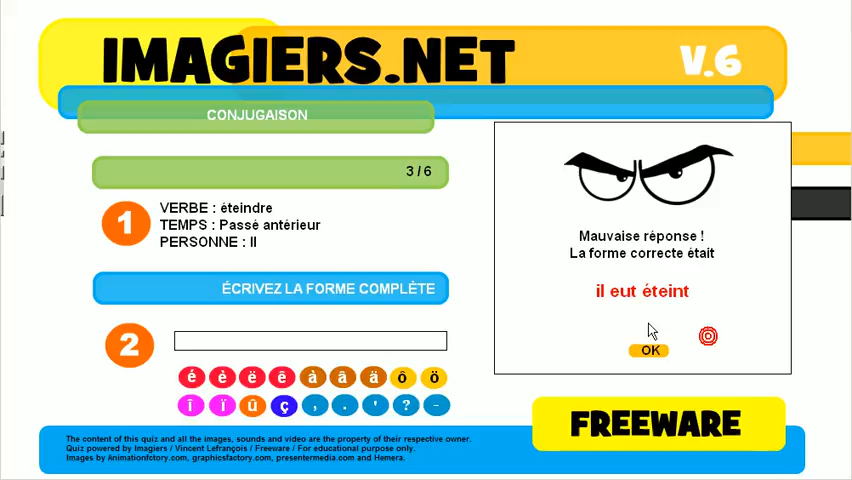 IMAGIERS.NET
V.6
CONJUGAISON
3 / 6
1
VERBE : éteindre
TEMPS : Passé antérieur
PERSONNE : Il
ÉCRIVEZ LA FORME COMPLÈTE
2
é è ë ê à â ä ô ö
î ï û ç , . ' ? -
Mauvaise réponse !
La forme correcte était
il eut éteint
OK
FREEWARE
The content of this quiz and all the images, sounds and video are the property of their respective owner.
Quiz powered by Imagiers / Vincent Lefrançois / Freeware / For educational purpose only.
Images by Animationfctory.com, graphicsfactory.com, presentermedia.com and Hemera.